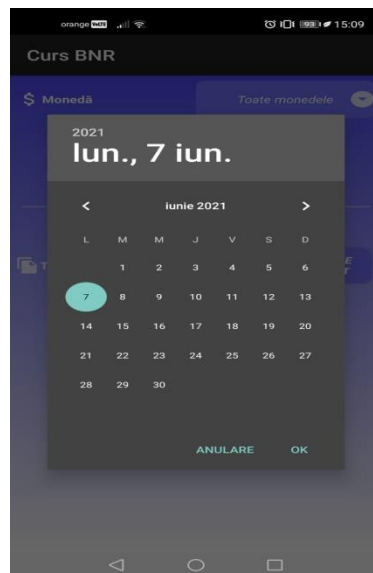 orange VoLTE 93 15:09
Curs BNR
$ Monedă Toate monedele
2021
lun., 7 iun.
iunie 2021
L M M J V S D
1 2 3 4 5 6
7 8 9 10 11 12 13
14 15 16 17 18 19 20
21 22 23 24 25 26 27
28 29 30
ANULARE OK